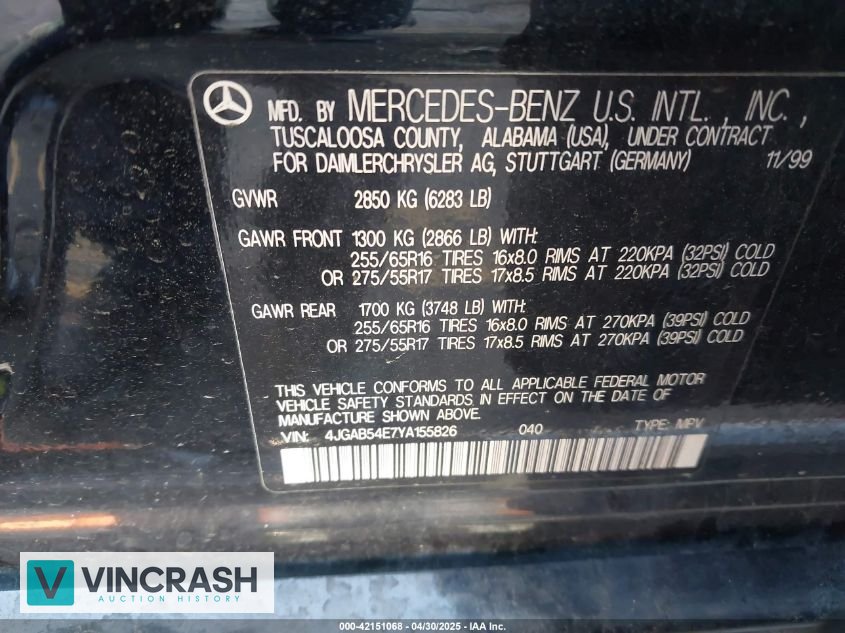 MFD. BY MERCEDES-BENZ U.S. INTL., INC.,
TUSCALOOSA COUNTY, ALABAMA (USA), UNDER CONTRACT
FOR DAIMLERCHRYSLER AG, STUTTGART (GERMANY) 11/99
GVWR 2850 KG (6283 LB)
GAWR FRONT 1300 KG (2866 LB) WITH:
255/65R16 TIRES 16x8.0 RIMS AT 220KPA (32PSI) COLD
OR 275/55R17 TIRES 17x8.5 RIMS AT 220KPA (32PSI) COLD
GAWR REAR 1700 KG (3748 LB) WITH:
255/65R16 TIRES 16x8.0 RIMS AT 270KPA (39PSI) COLD
OR 275/55R17 TIRES 17x8.5 RIMS AT 270KPA (39PSI) COLD
THIS VEHICLE CONFORMS TO ALL APPLICABLE FEDERAL MOTOR
VEHICLE SAFETY STANDARDS IN EFFECT ON THE DATE OF
MANUFACTURE SHOWN ABOVE.
VIN: 4JGAB54E7YA155826 040 TYPE: MPV
V VINCRASH
AUCTION HISTORY
000-42151068 - 04/30/2025 - IAA Inc.